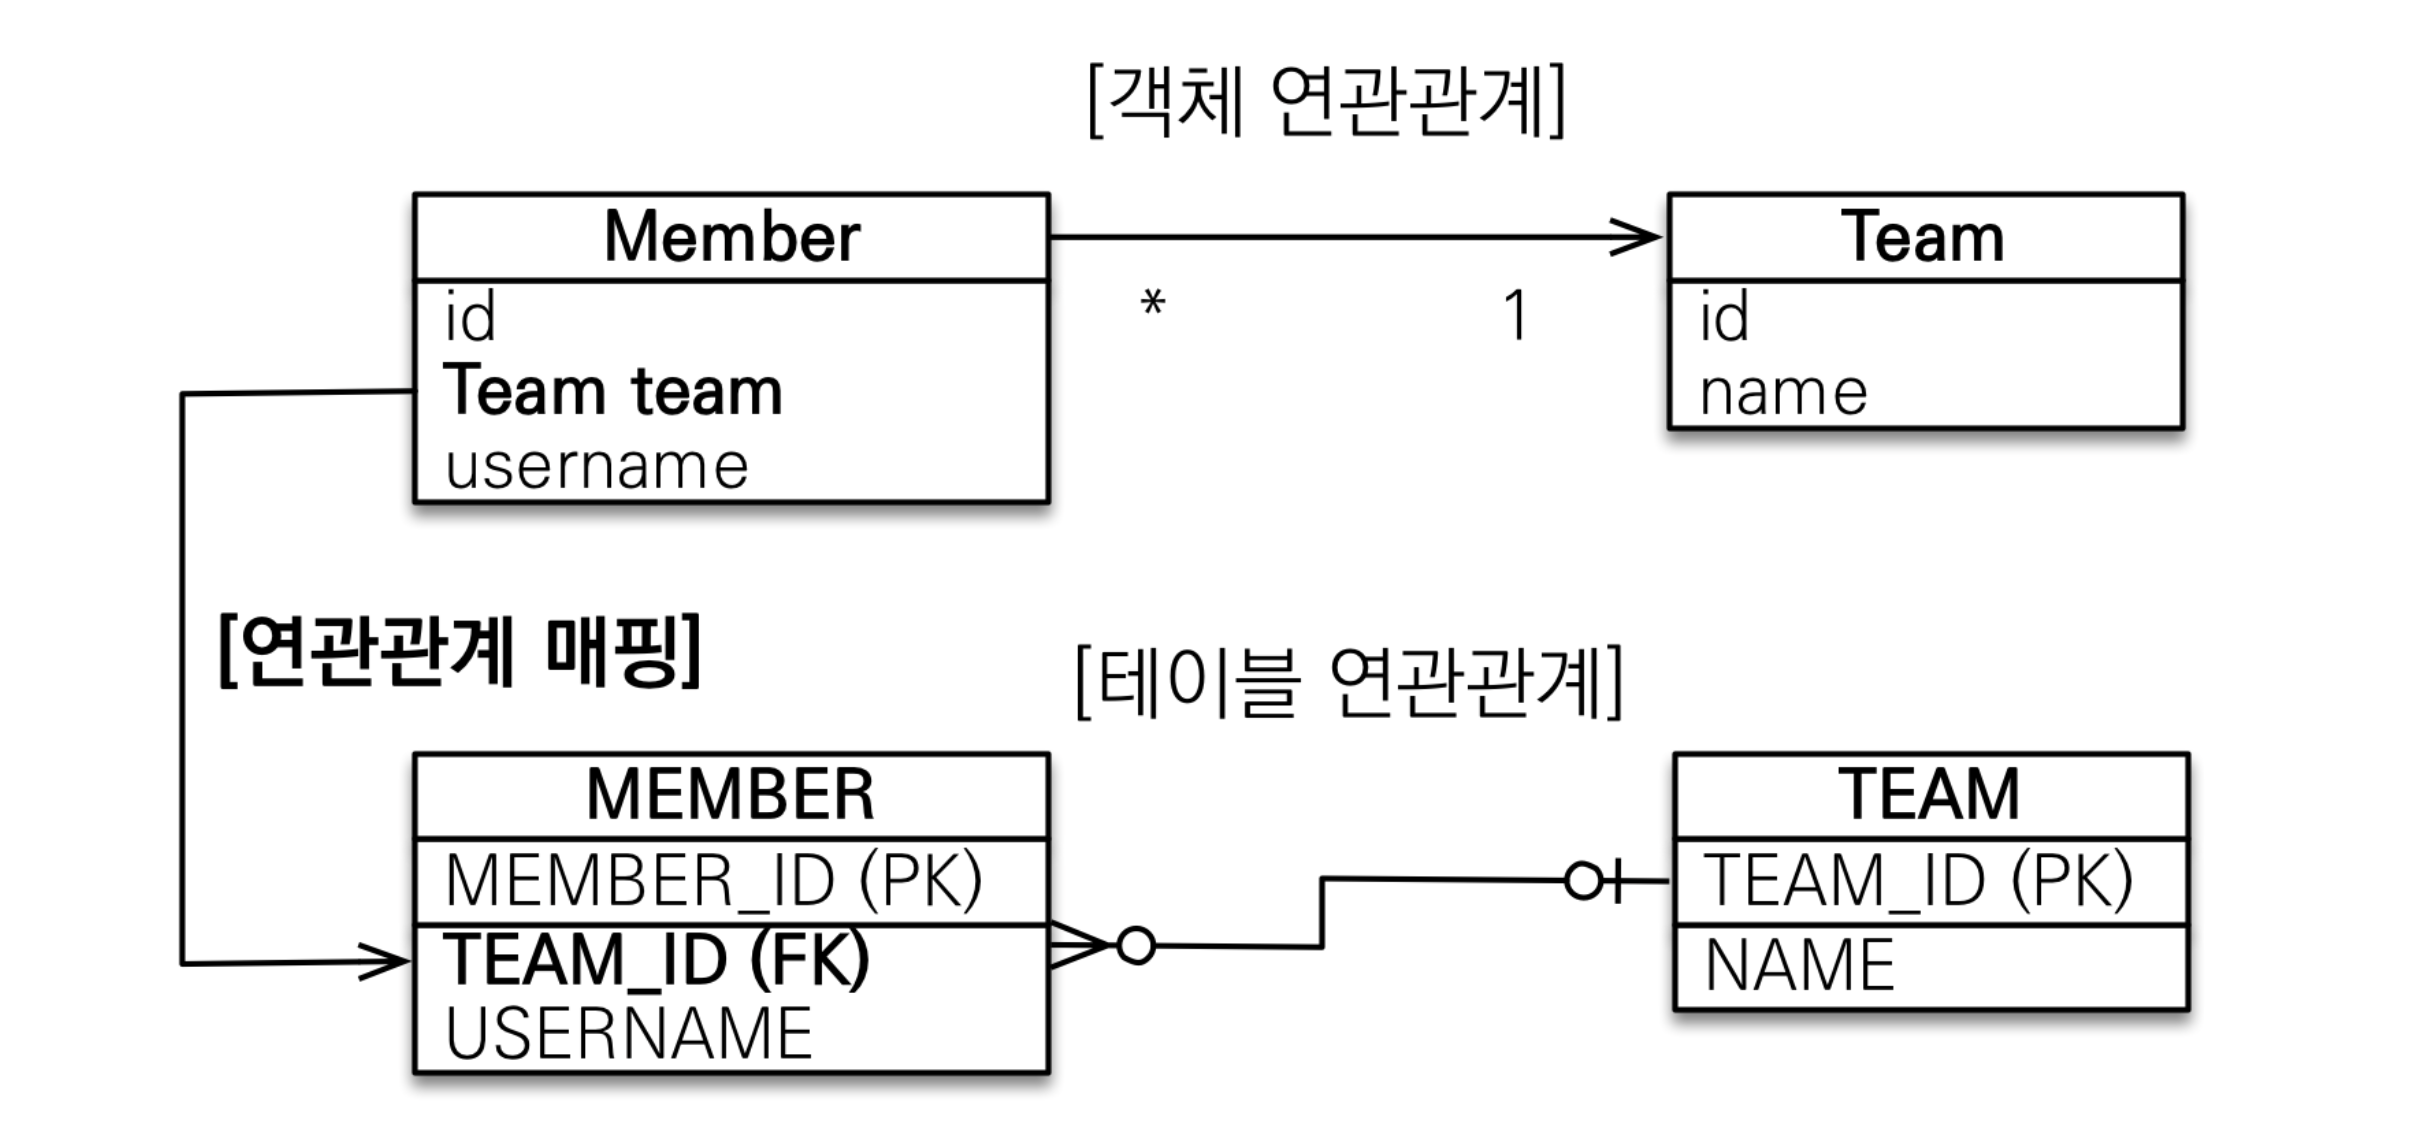 [객체 연관관계]
Member
id
Team team
username
* 1
Team
id
name
[연관관계 매핑]
[테이블 연관관계]
MEMBER
MEMBER_ID (PK)
TEAM_ID (FK)
USERNAME
TEAM
TEAM_ID (PK)
NAME